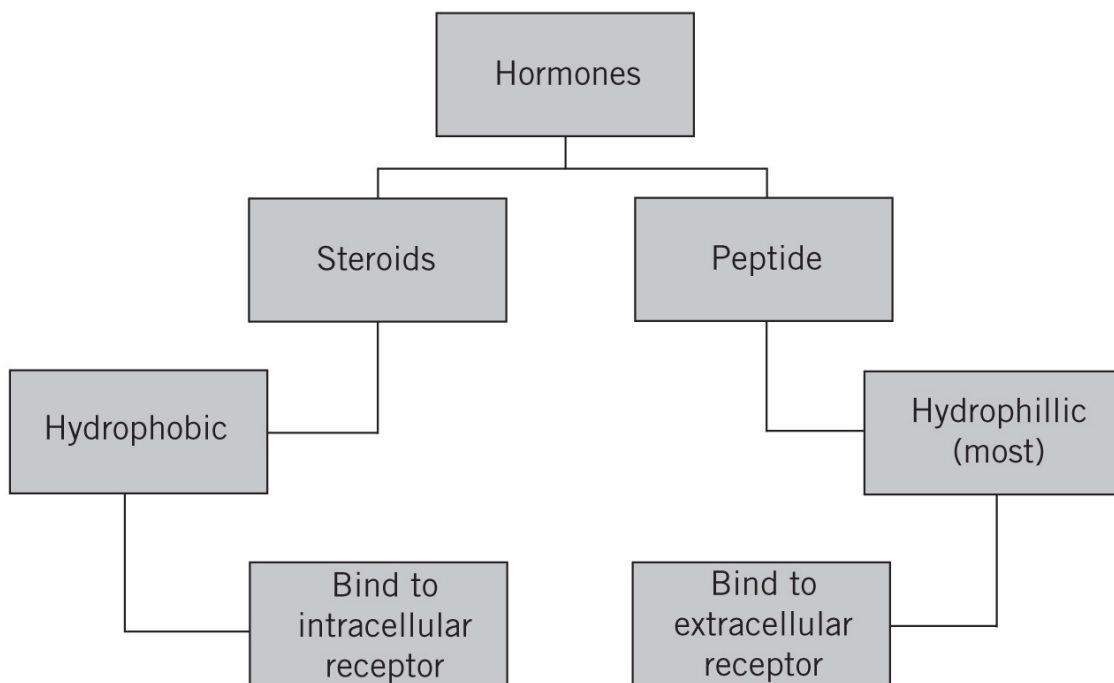 Hormones
Steroids
Peptide
Hydrophobic
Hydrophillic
(most)
Bind to
intracellular
receptor
Bind to
extracellular
receptor